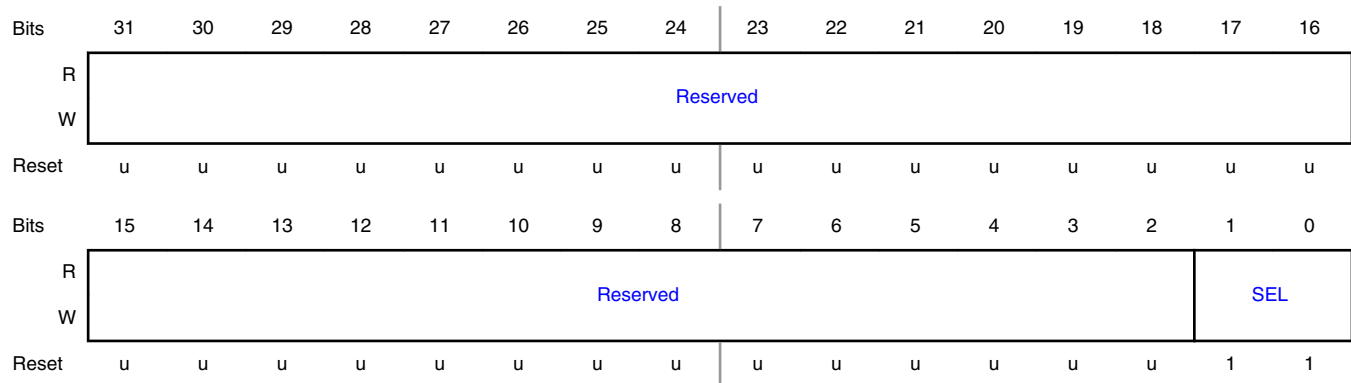 Bits 31 30 29 28 27 26 25 24 23 22 21 20 19 18 17 16
R
Reserved
W
Reset u u u u u u u u u u u u u u u u
Bits 15 14 13 12 11 10 9 8 7 6 5 4 3 2 1 0
R
Reserved SEL
W
Reset u u u u u u u u u u u u u u 1 1